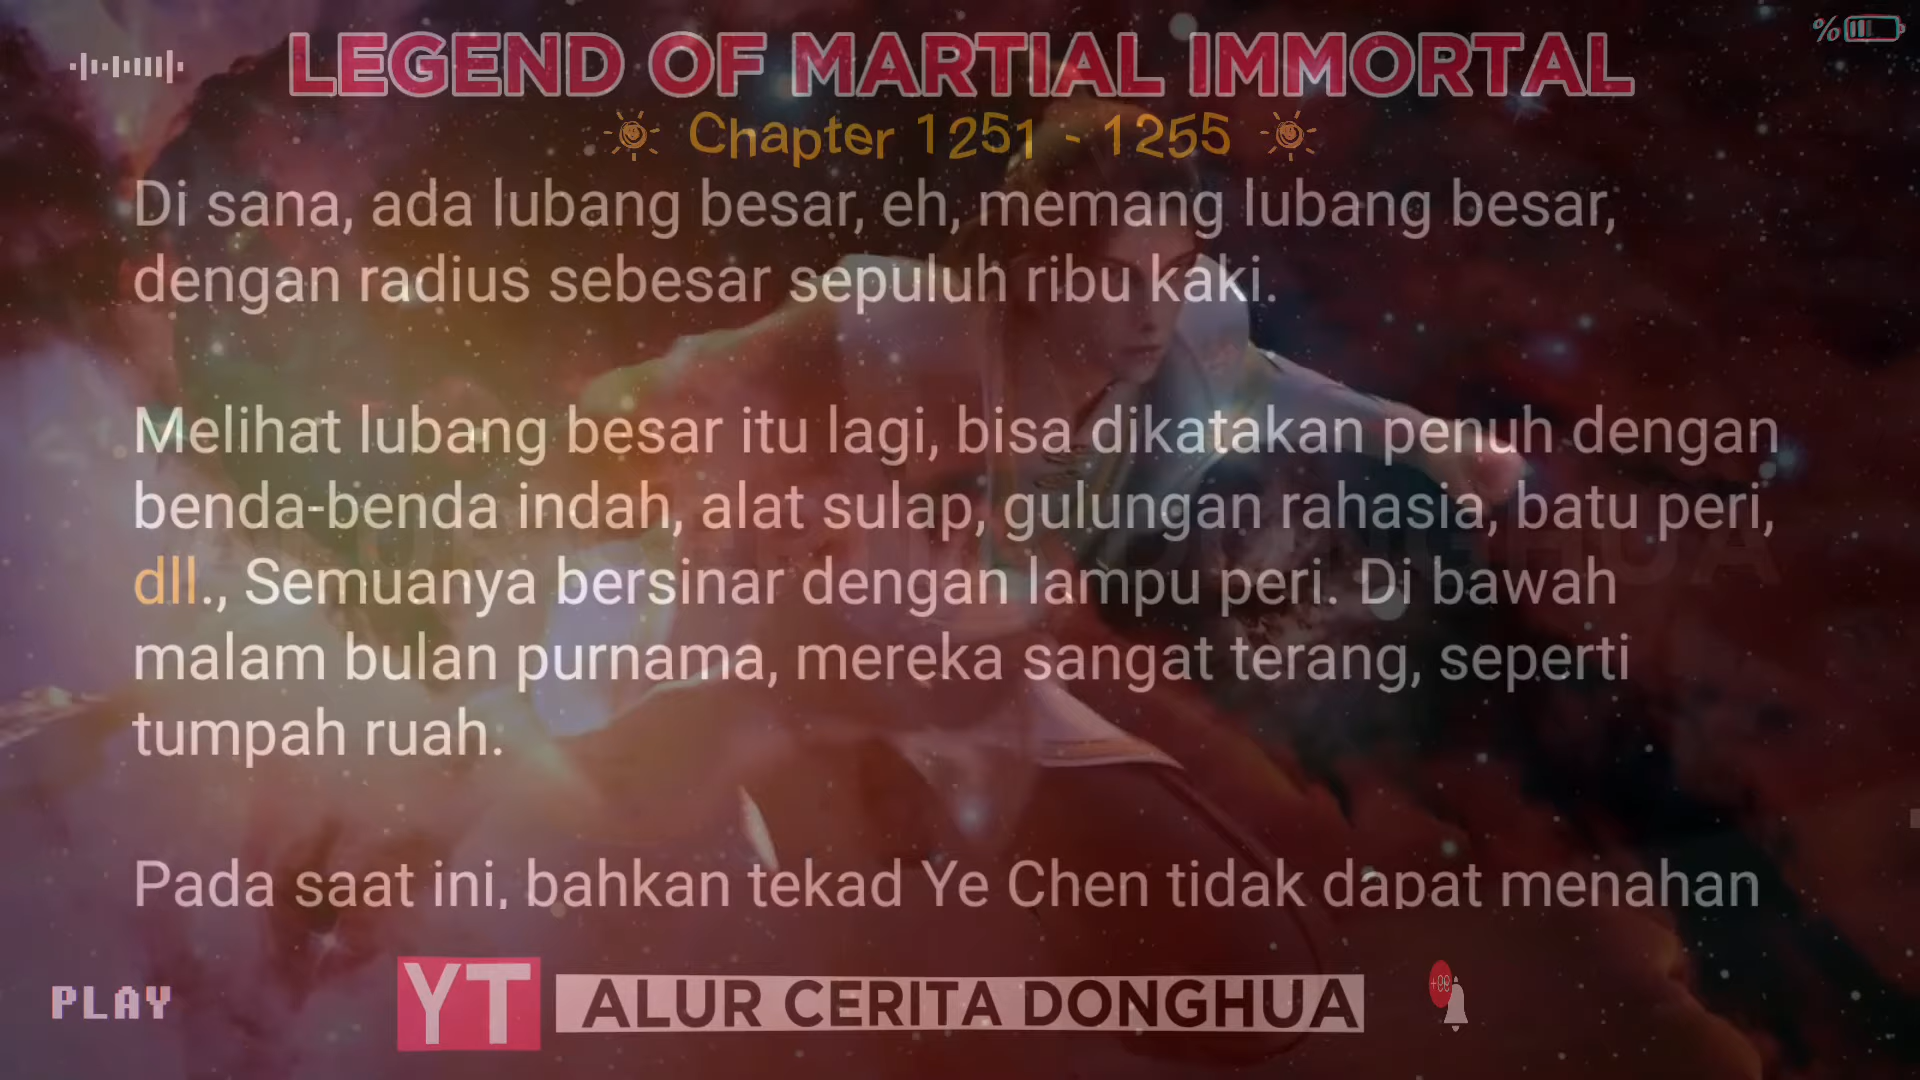 LEGEND OF MARTIAL IMMORTAL
%
Chapter 1251 - 1255
Di sana, ada lubang besar, eh, memang lubang besar,
dengan radius sebesar sepuluh ribu kaki.
Melihat lubang besar itu lagi, bisa dikatakan penuh dengan
benda-benda indah, alat sulap, gulungan rahasia, batu peri,
dll., Semuanya bersinar dengan lampu peri. Di bawah
malam bulan purnama, mereka sangat terang, seperti
tumpah ruah.
Pada saat ini, bahkan tekad Ye Chen tidak dapat menahan
PLAY
YT ALUR CERITA DONGHUA
+99